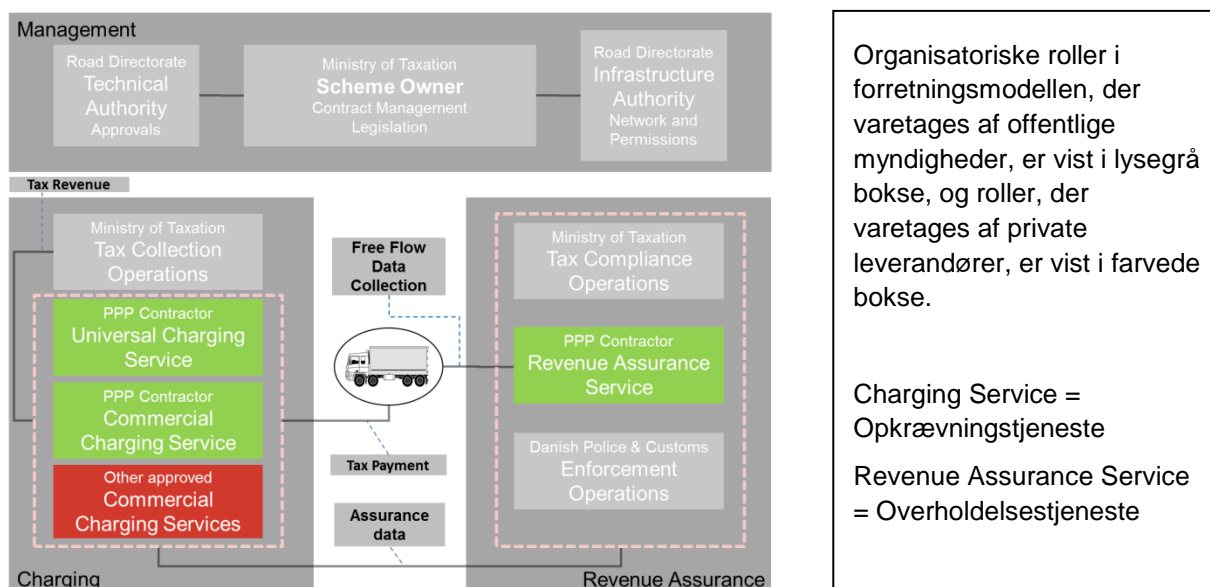 Management
Road Directorate
Technical
Authority
Approvals
Ministry of Taxation
Scheme Owner
Contract Management
Legislation
Road Directorate
Infrastructure
Authority
Network and
Permissions
Tax Revenue
Ministry of Taxation
Tax Collection
Operations
PPP Contractor
Universal Charging
Service
PPP Contractor
Commercial
Charging Service
Other approved
Commercial
Charging Services
Charging
Free Flow
Data
Collection
Tax Payment
Assurance
data
Ministry of Taxation
Tax Compliance
Operations
PPP Contractor
Revenue Assurance
Service
Danish Police & Customs
Enforcement
Operations
Revenue Assurance
Organisatoriske roller i
forretningsmodellen, der
varetages af offentlige
myndigheder, er vist i lysegrå
bokse, og roller, der
varetages af private
leverandører, er vist i farvede
bokse.
Charging Service =
Opkrævningstjeneste
Revenue Assurance Service
= Overholdelsestjeneste